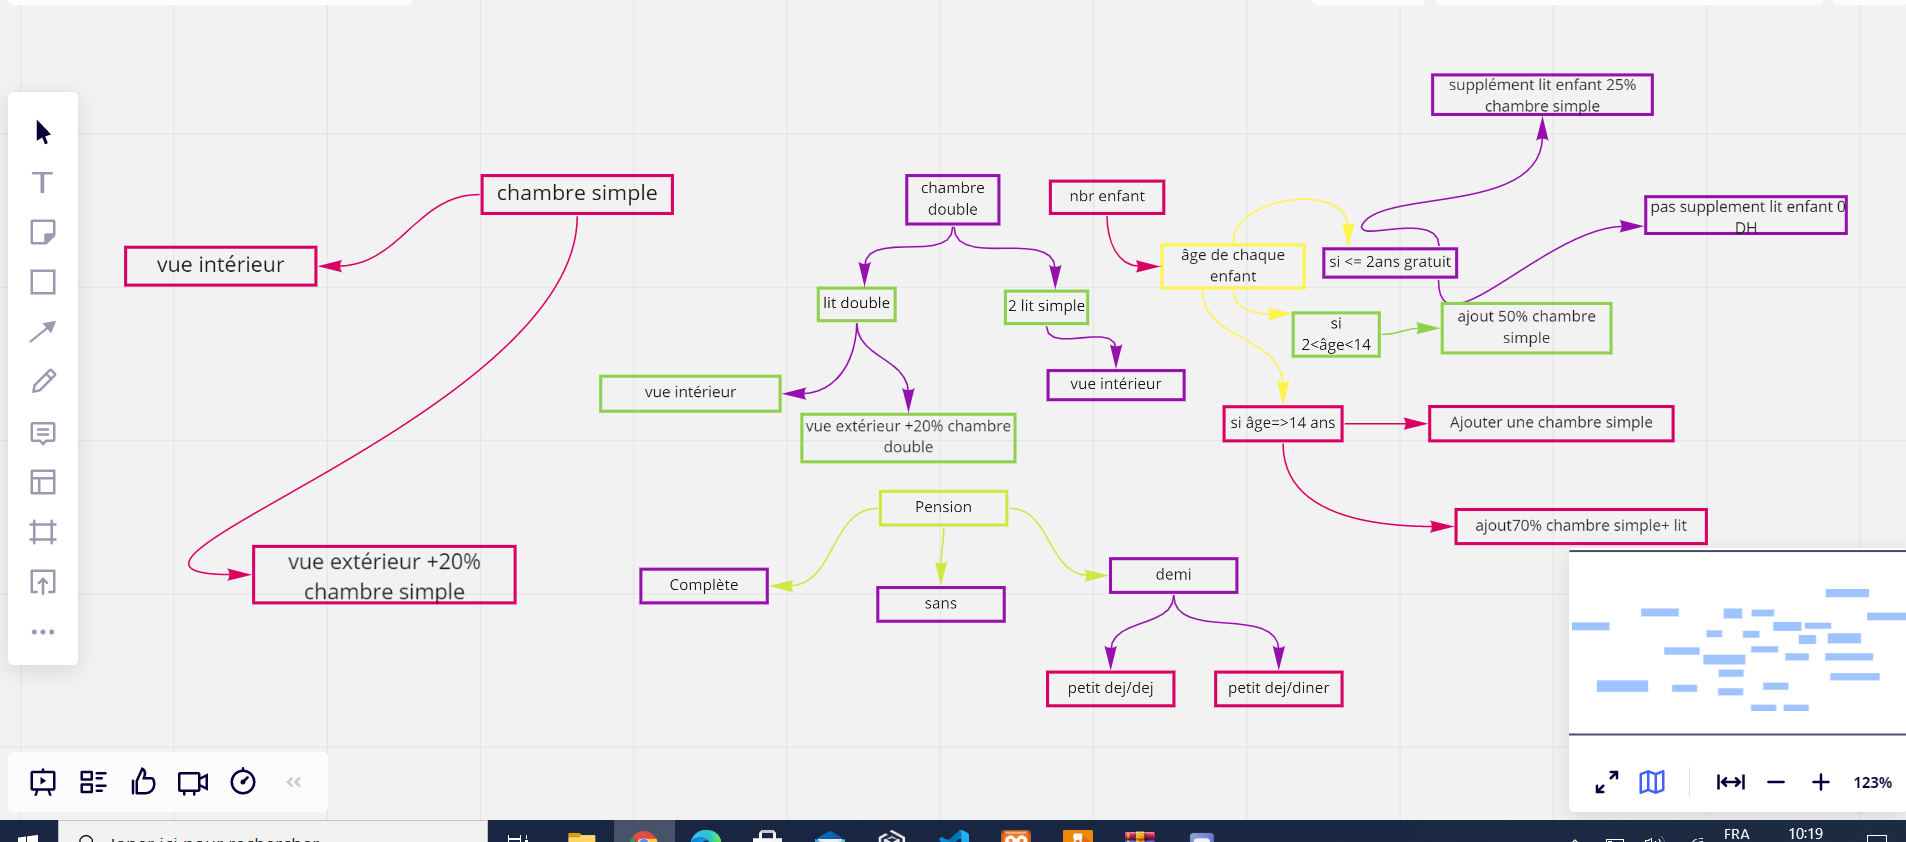 supplément lit enfant 25%
chambre simple
chambre simple
chambre
double
nbr enfant
pas supplement lit enfant 0
DH
vue intérieur
âge de chaque
enfant
si <= 2ans gratuit
lit double
2 lit simple
si
2<âge<14
ajout 50% chambre
simple
vue intérieur
vue intérieur
vue extérieur +20% chambre
double
si âge=>14 ans
Ajouter une chambre simple
Pension
ajout70% chambre simple+ lit
vue extérieur +20%
chambre simple
Complète
sans
demi
petit dej/dej
petit dej/diner
T
123%
FRA
10:19